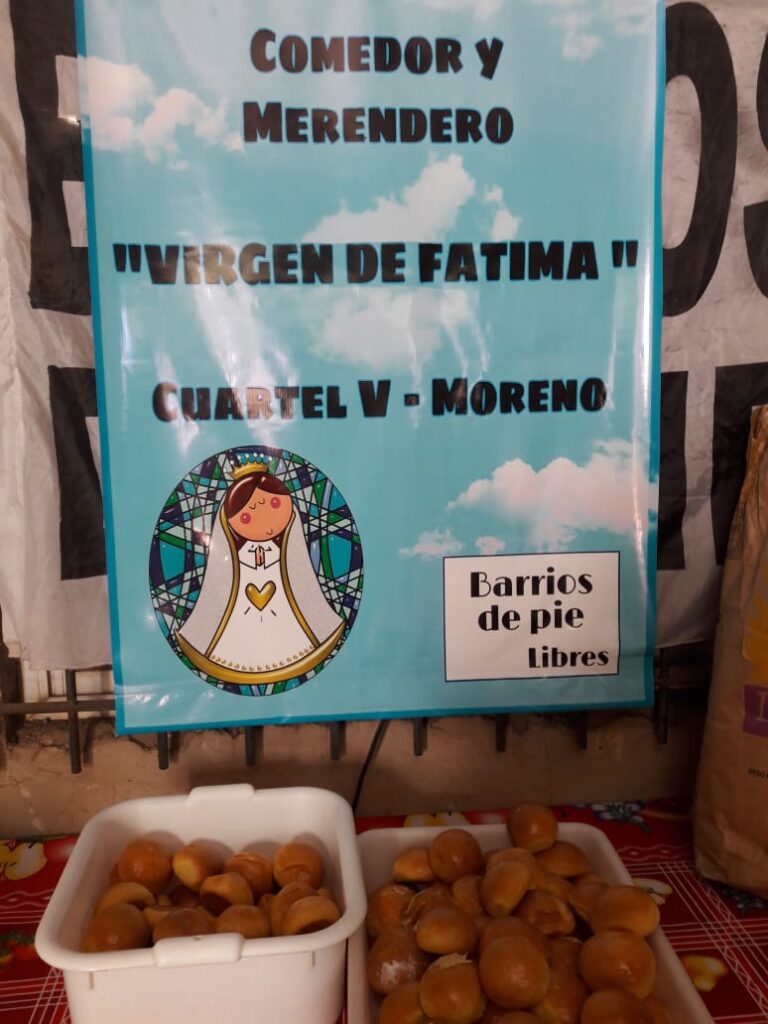 Comedor y
Merendero
"VIRGEN DE FATIMA"
Cuartel V - Moreno
Barrios
de pie
Libres